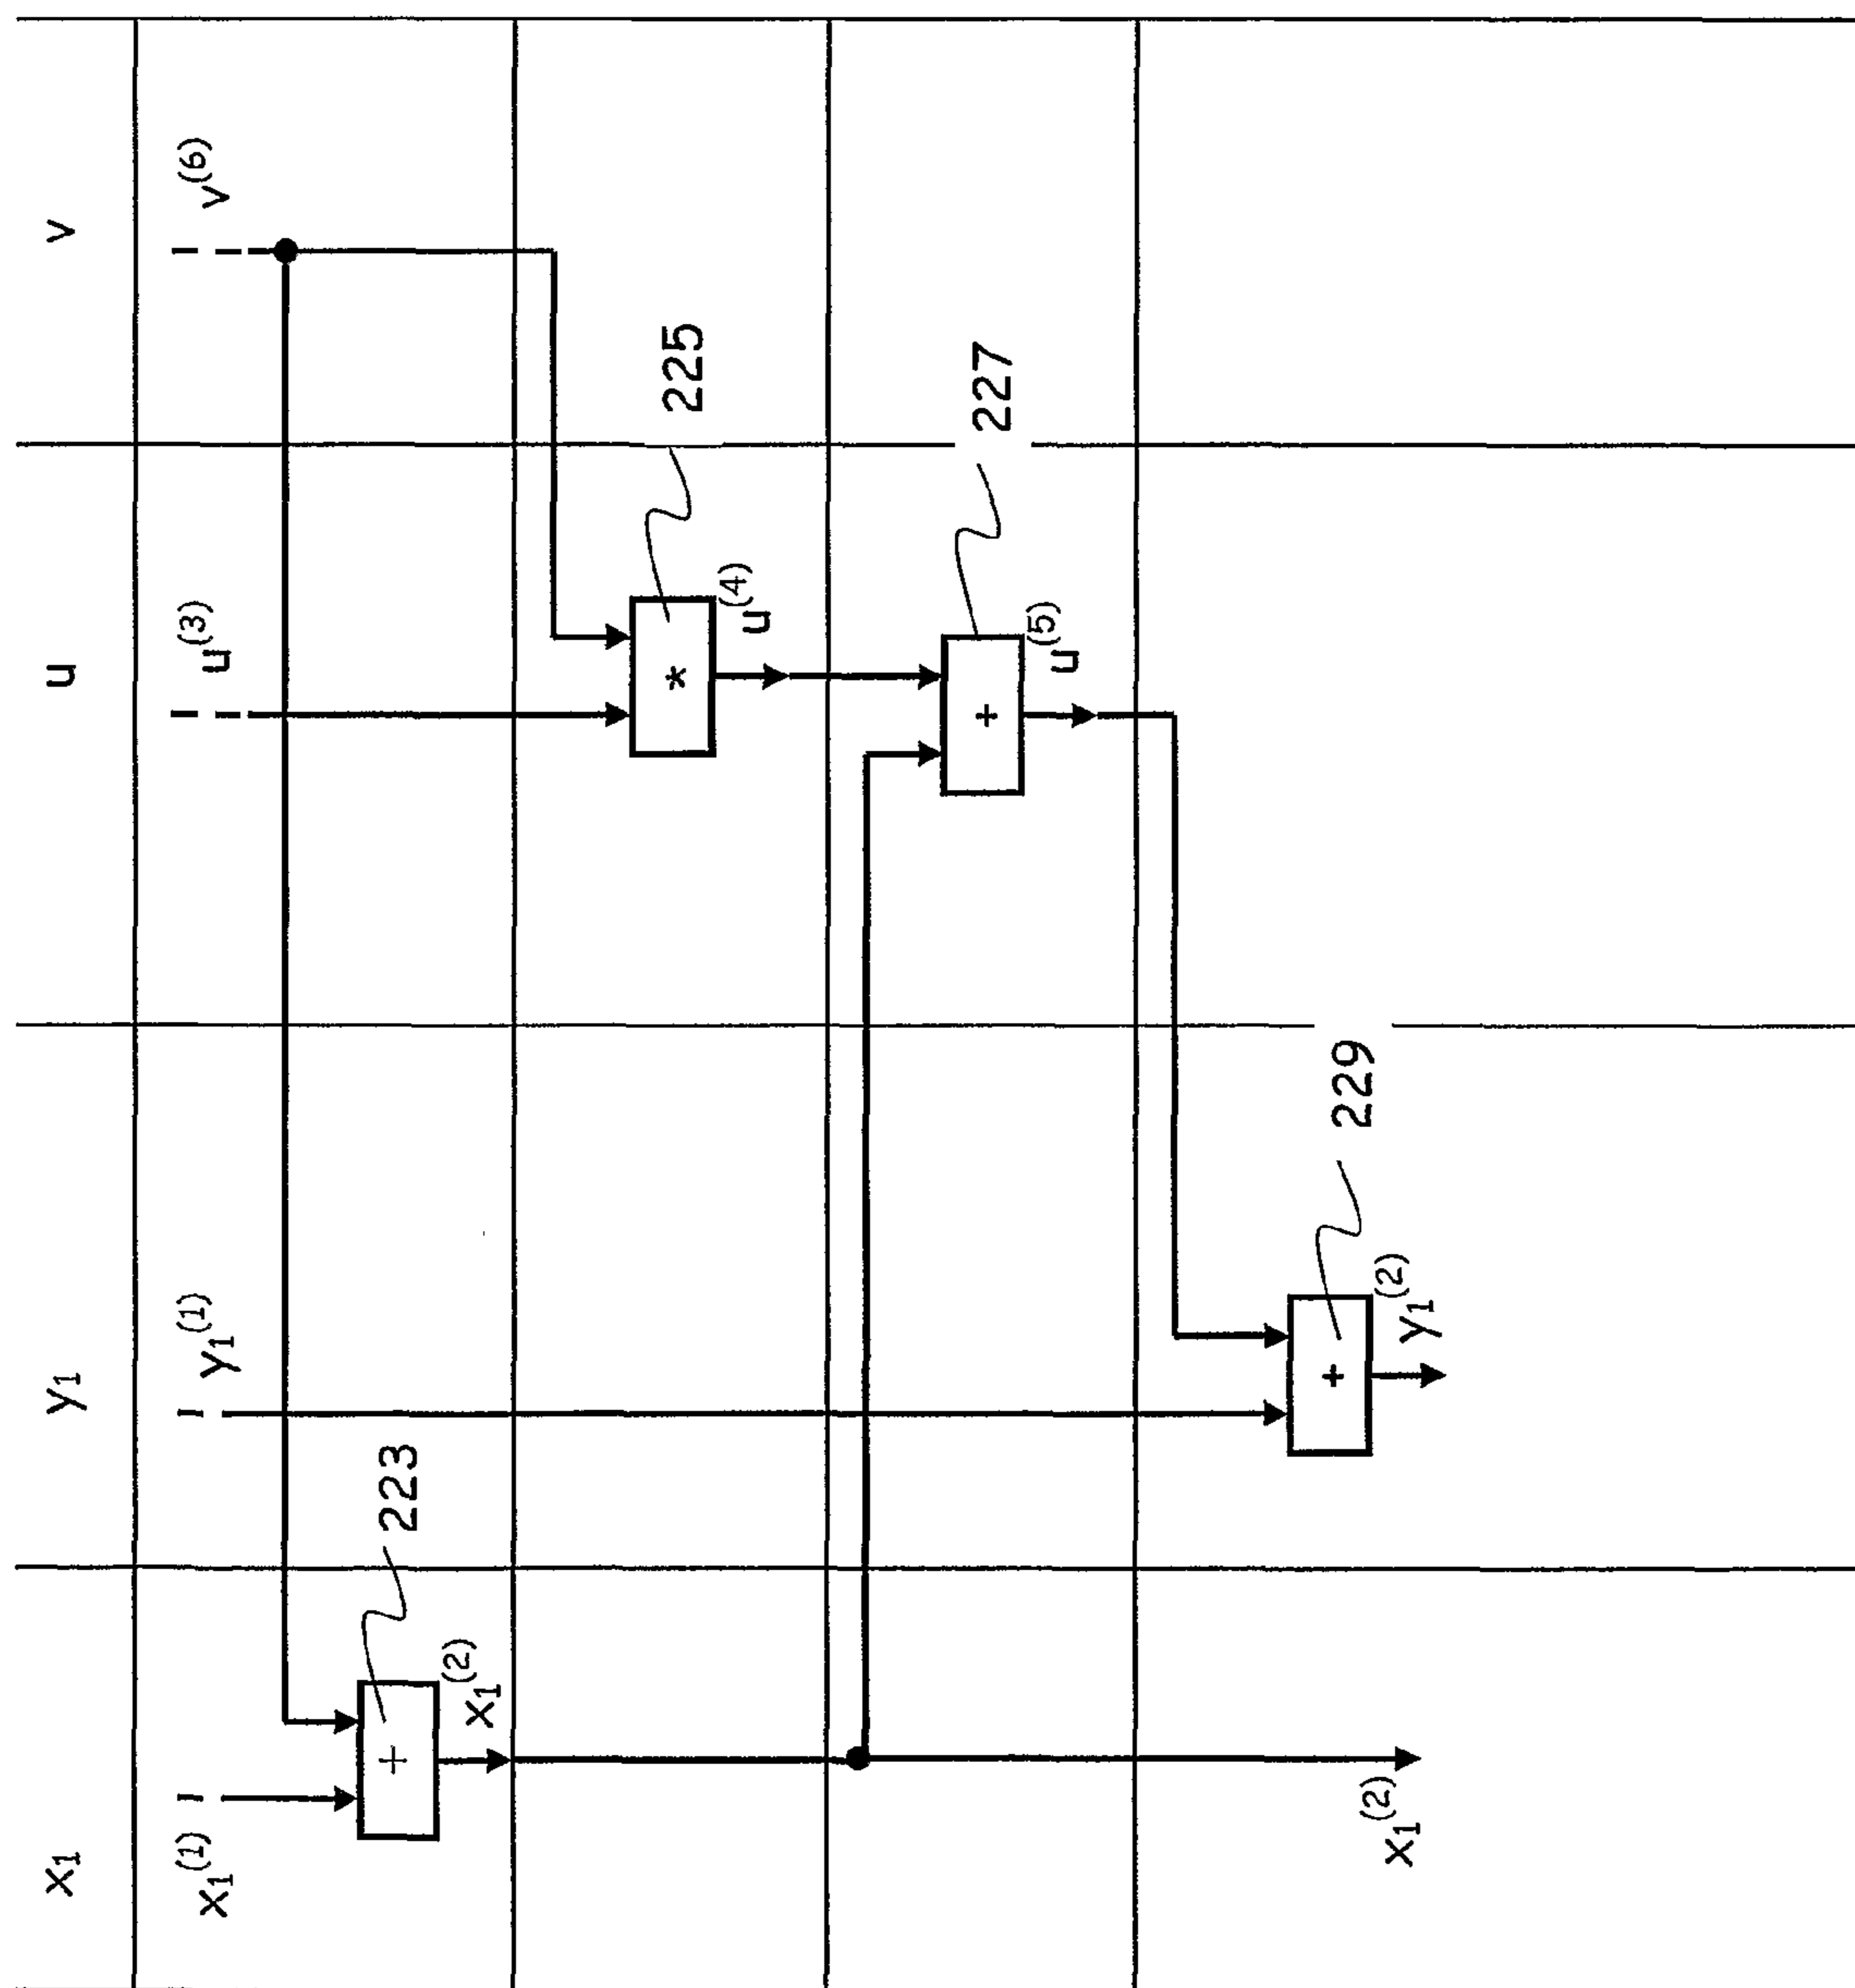 x₁
y₁
u
v
x₁⁽¹⁾
y₁⁽¹⁾
u⁽³⁾
v⁽⁶⁾
+
223
x₁⁽²⁾
*
225
u⁽⁴⁾
+
227
u⁽⁵⁾
+
229
x₁⁽²⁾
y₁⁽²⁾